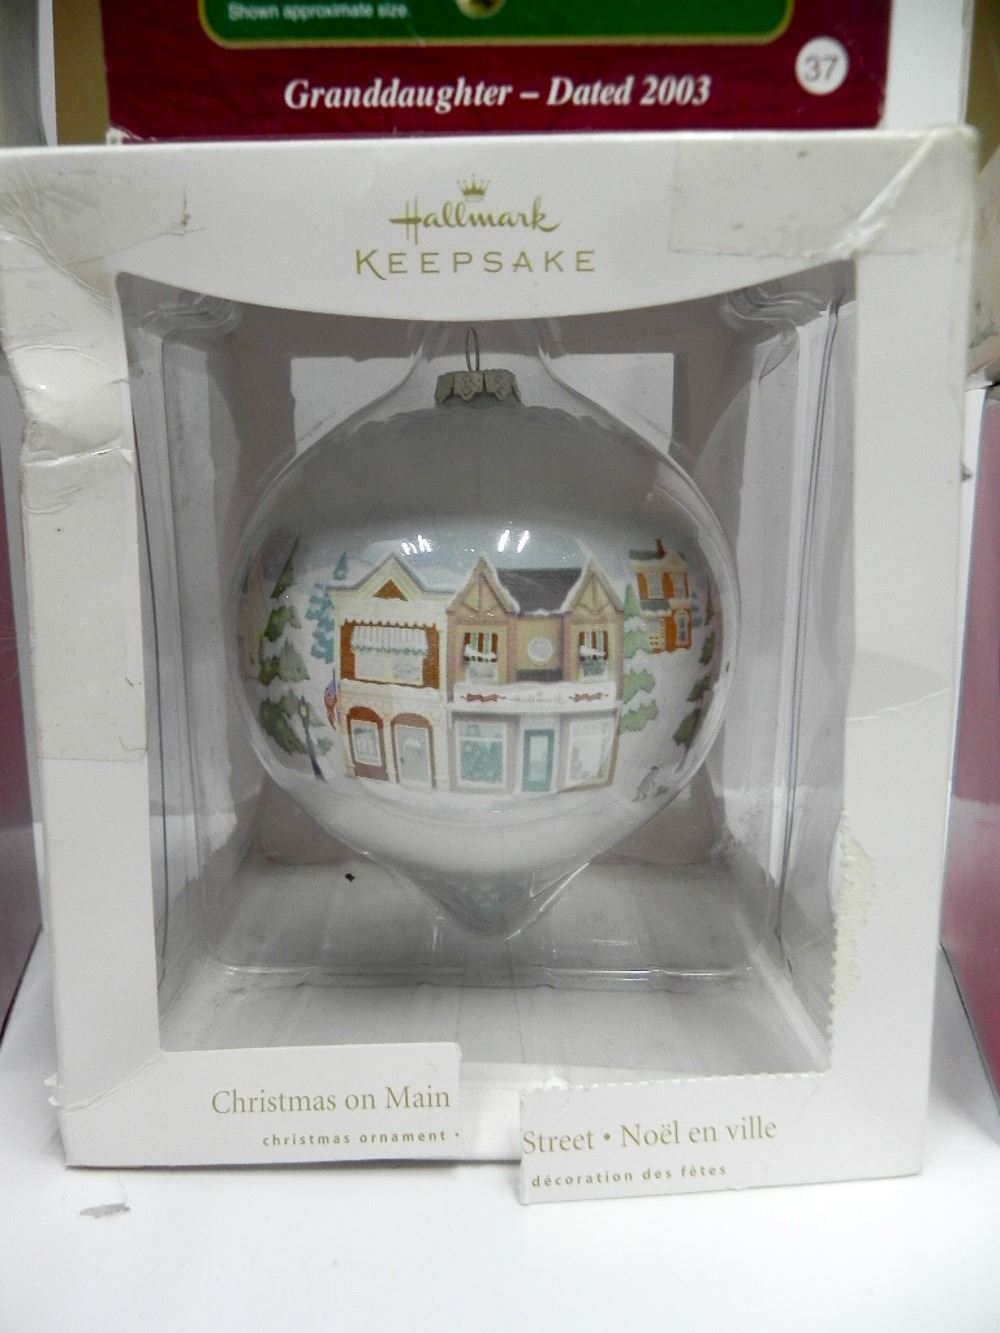 Shown approximate size.
Granddaughter – Dated 2003
37
Hallmark
KEEPSAKE
Hallmark
Christmas on Main Street • Noël en ville
christmas ornament • décoration des fêtes